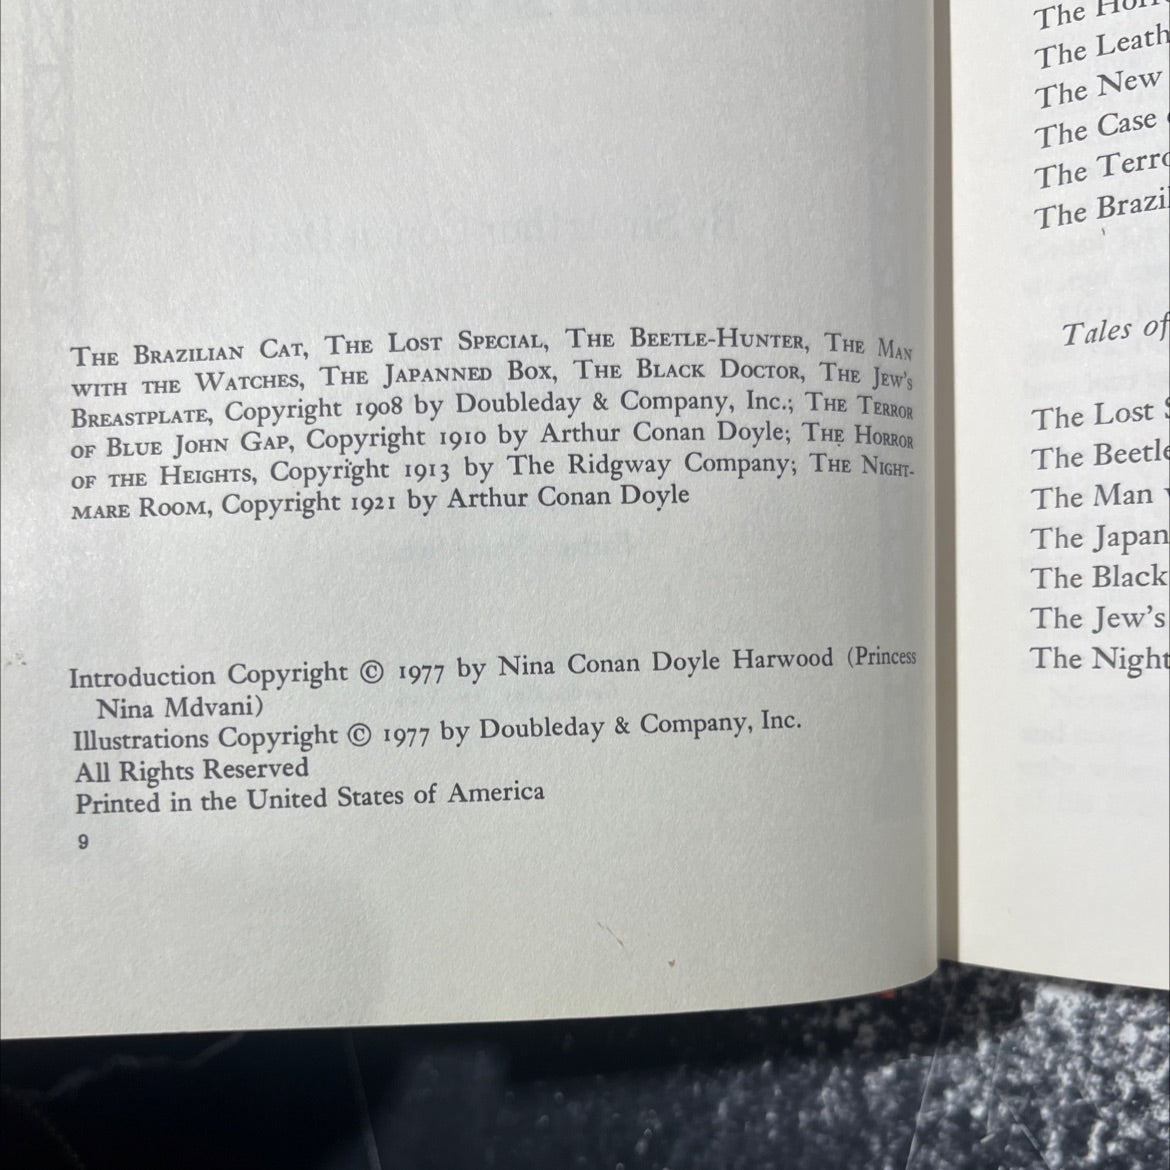 The Brazilian Cat, The Lost Special, The Beetle-Hunter, The Man
with the Watches, The Japanned Box, The Black Doctor, The Jew's
Breastplate, Copyright 1908 by Doubleday & Company, Inc.; The Terror
of Blue John Gap, Copyright 1910 by Arthur Conan Doyle; The Horror
of the Heights, Copyright 1913 by The Ridgway Company; The Night-
mare Room, Copyright 1921 by Arthur Conan Doyle
Introduction Copyright © 1977 by Nina Conan Doyle Harwood (Princess
Nina Mdvani)
Illustrations Copyright © 1977 by Doubleday & Company, Inc.
All Rights Reserved
Printed in the United States of America
9
The
The Leath
The New
The Case
The Terro
The Brazil
Tales of
The Lost
The Beetle
The Man
The Japan
The Black
The Jew's
The Night